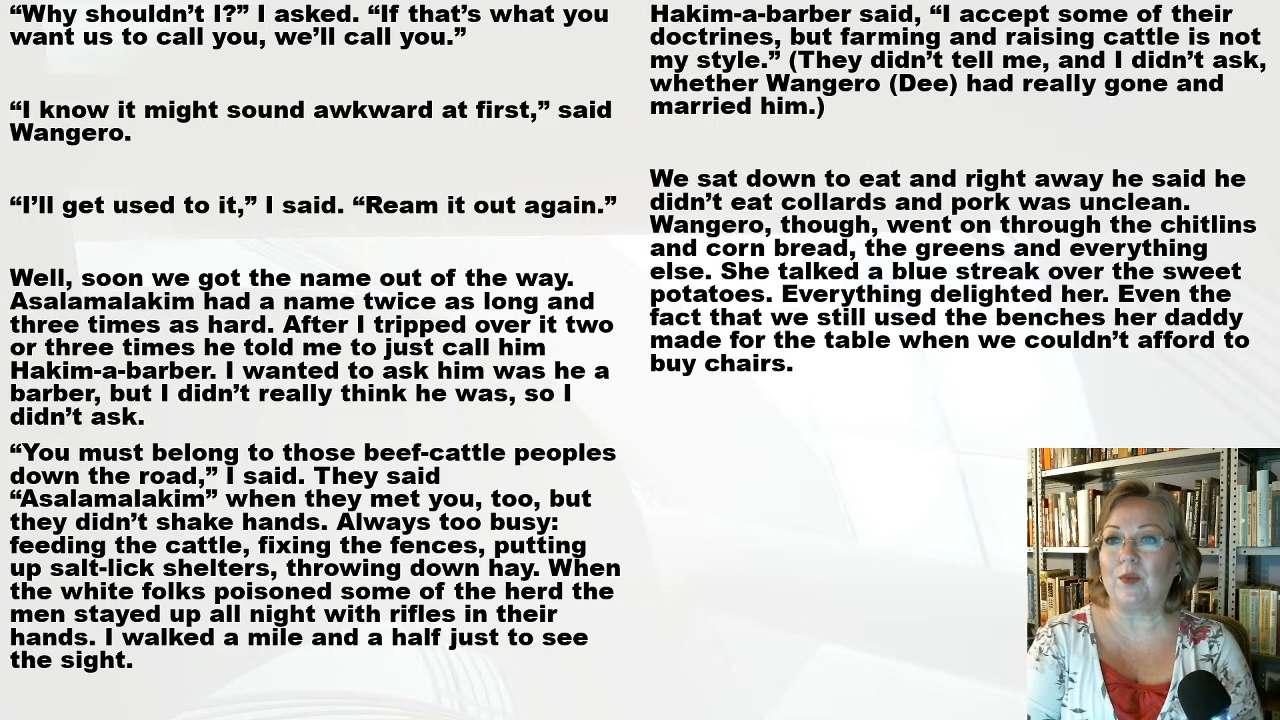 “Why shouldn’t I?” I asked. “If that’s what you
want us to call you, we’ll call you.”
“I know it might sound awkward at first,” said
Wangero.
“I’ll get used to it,” I said. “Ream it out again.”
Well, soon we got the name out of the way.
Asalamalakim had a name twice as long and
three times as hard. After I tripped over it two
or three times he told me to just call him
Hakim-a-barber. I wanted to ask him was he a
barber, but I didn’t really think he was, so I
didn’t ask.
“You must belong to those beef-cattle peoples
down the road,” I said. They said
“Asalamalakim” when they met you, too, but
they didn’t shake hands. Always too busy:
feeding the cattle, fixing the fences, putting
up salt-lick shelters, throwing down hay. When
the white folks poisoned some of the herd the
men stayed up all night with rifles in their
hands. I walked a mile and a half just to see
the sight.
Hakim-a-barber said, “I accept some of their
doctrines, but farming and raising cattle is not
my style.” (They didn’t tell me, and I didn’t ask,
whether Wangero (Dee) had really gone and
married him.)
We sat down to eat and right away he said he
didn’t eat collards and pork was unclean.
Wangero, though, went on through the chitlins
and corn bread, the greens and everything
else. She talked a blue streak over the sweet
potatoes. Everything delighted her. Even the
fact that we still used the benches her daddy
made for the table when we couldn’t afford to
buy chairs.